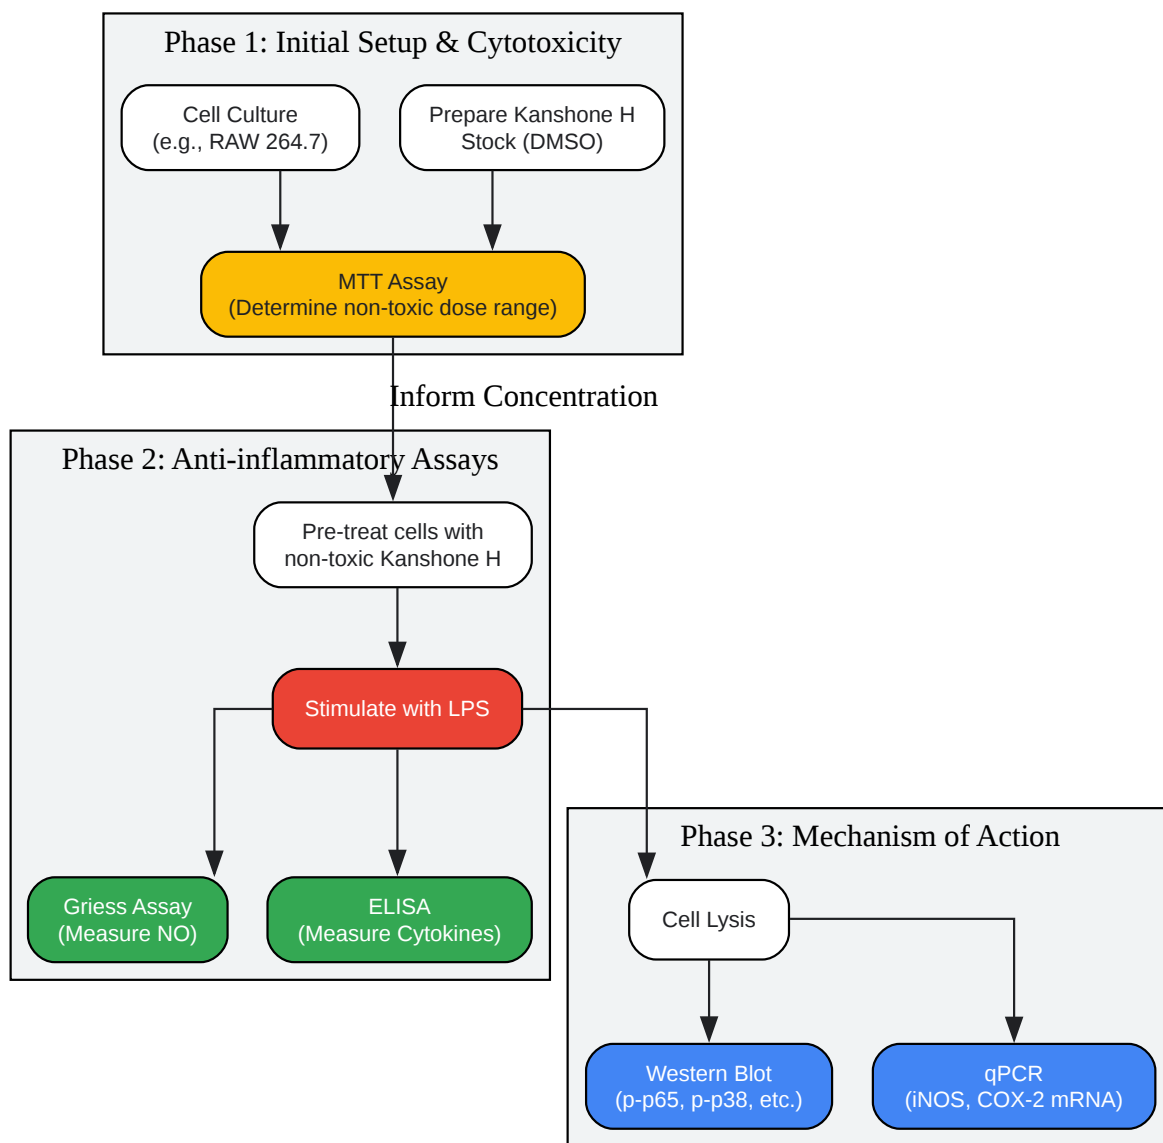 Phase 1: Initial Setup & Cytotoxicity
Cell Culture
(e.g., RAW 264.7)
Prepare Kanshone H
Stock (DMSO)
MTT Assay
(Determine non-toxic dose range)
Inform Concentration
Phase 2: Anti-inflammatory Assays
Pre-treat cells with
non-toxic Kanshone H
Stimulate with LPS
Griess Assay
(Measure NO)
ELISA
(Measure Cytokines)
Phase 3: Mechanism of Action
Cell Lysis
Western Blot
(p-p65, p-p38, etc.)
qPCR
(iNOS, COX-2 mRNA)